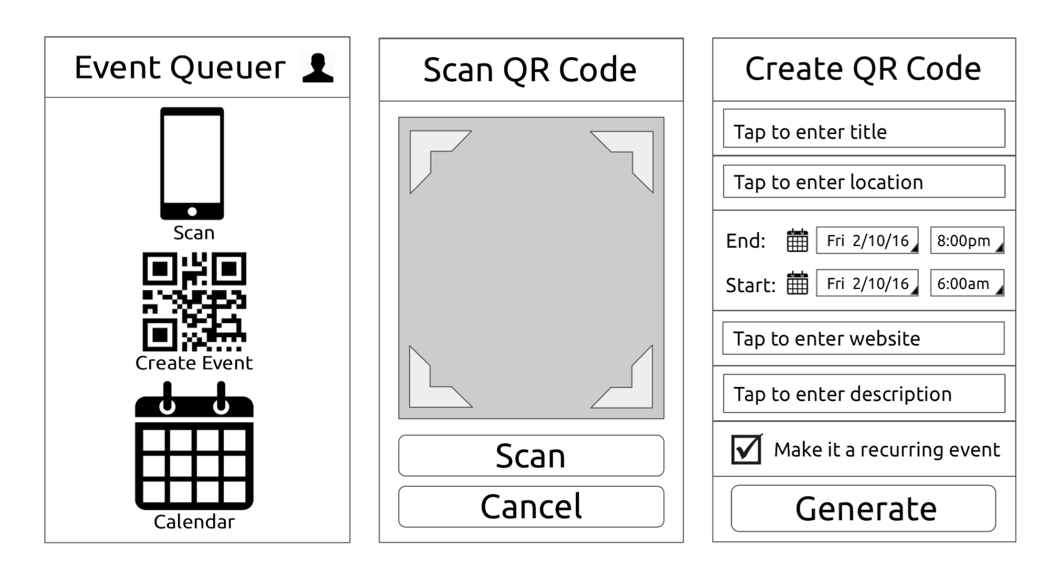 Event Queuer
Scan
Create Event
Calendar
Scan QR Code
Scan
Cancel
Create QR Code
Tap to enter title
Tap to enter location
End: Fri 2/10/16 8:00pm
Start: Fri 2/10/16 6:00am
Tap to enter website
Tap to enter description
Make it a recurring event
Generate